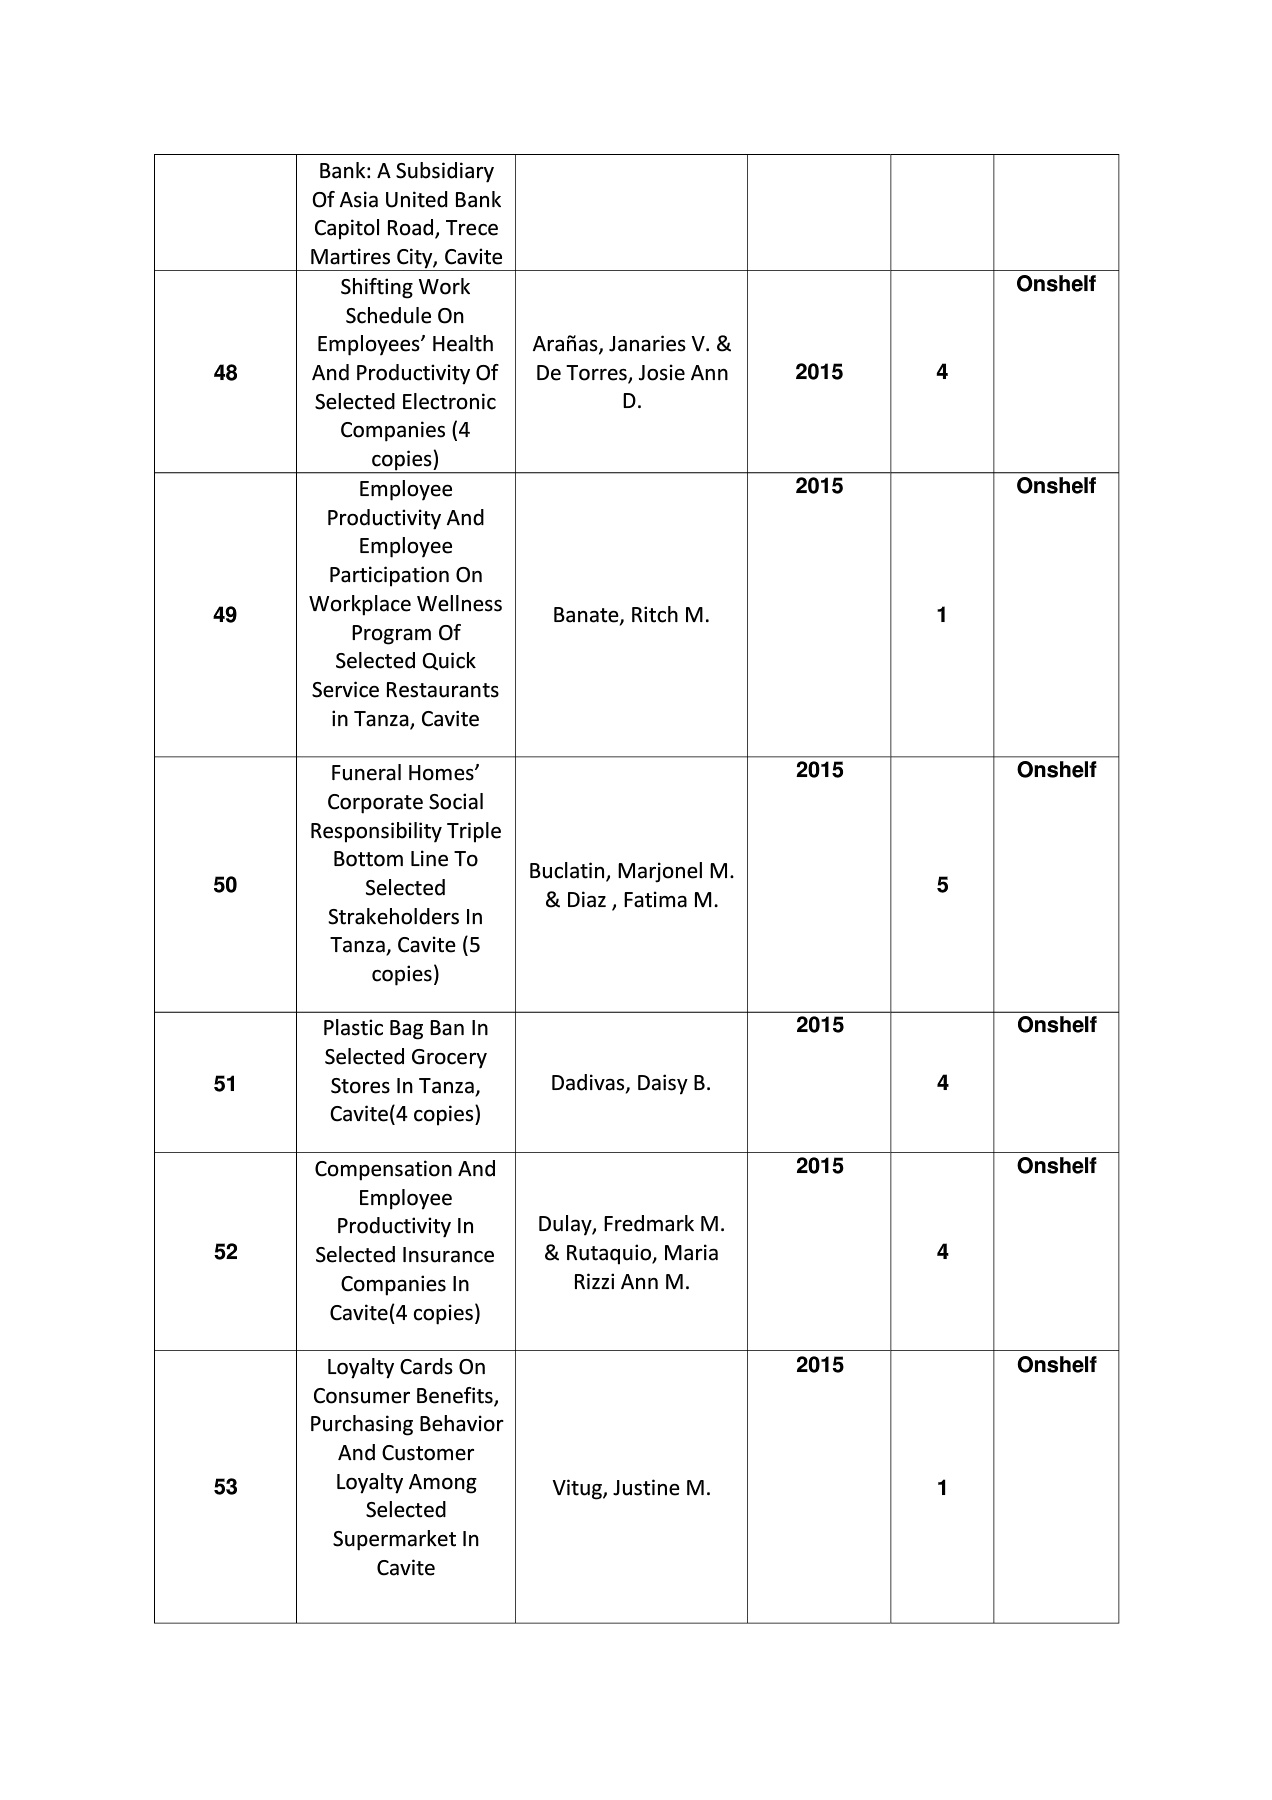 Bank: A Subsidiary
Of Asia United Bank
Capitol Road, Trece
Martires City, Cavite
48
Shifting Work
Schedule On
Employees’ Health
And Productivity Of
Selected Electronic
Companies (4
copies)
Arañas, Janaries V. &
De Torres, Josie Ann
D.
2015
4
Onshelf
49
Employee
Productivity And
Employee
Participation On
Workplace Wellness
Program Of
Selected Quick
Service Restaurants
in Tanza, Cavite
Banate, Ritch M.
2015
1
Onshelf
50
Funeral Homes’
Corporate Social
Responsibility Triple
Bottom Line To
Selected
Strakeholders In
Tanza, Cavite (5
copies)
Buclatin, Marjonel M.
& Diaz , Fatima M.
2015
5
Onshelf
51
Plastic Bag Ban In
Selected Grocery
Stores In Tanza,
Cavite(4 copies)
Dadivas, Daisy B.
2015
4
Onshelf
52
Compensation And
Employee
Productivity In
Selected Insurance
Companies In
Cavite(4 copies)
Dulay, Fredmark M.
& Rutaquio, Maria
Rizzi Ann M.
2015
4
Onshelf
53
Loyalty Cards On
Consumer Benefits,
Purchasing Behavior
And Customer
Loyalty Among
Selected
Supermarket In
Cavite
Vitug, Justine M.
2015
1
Onshelf